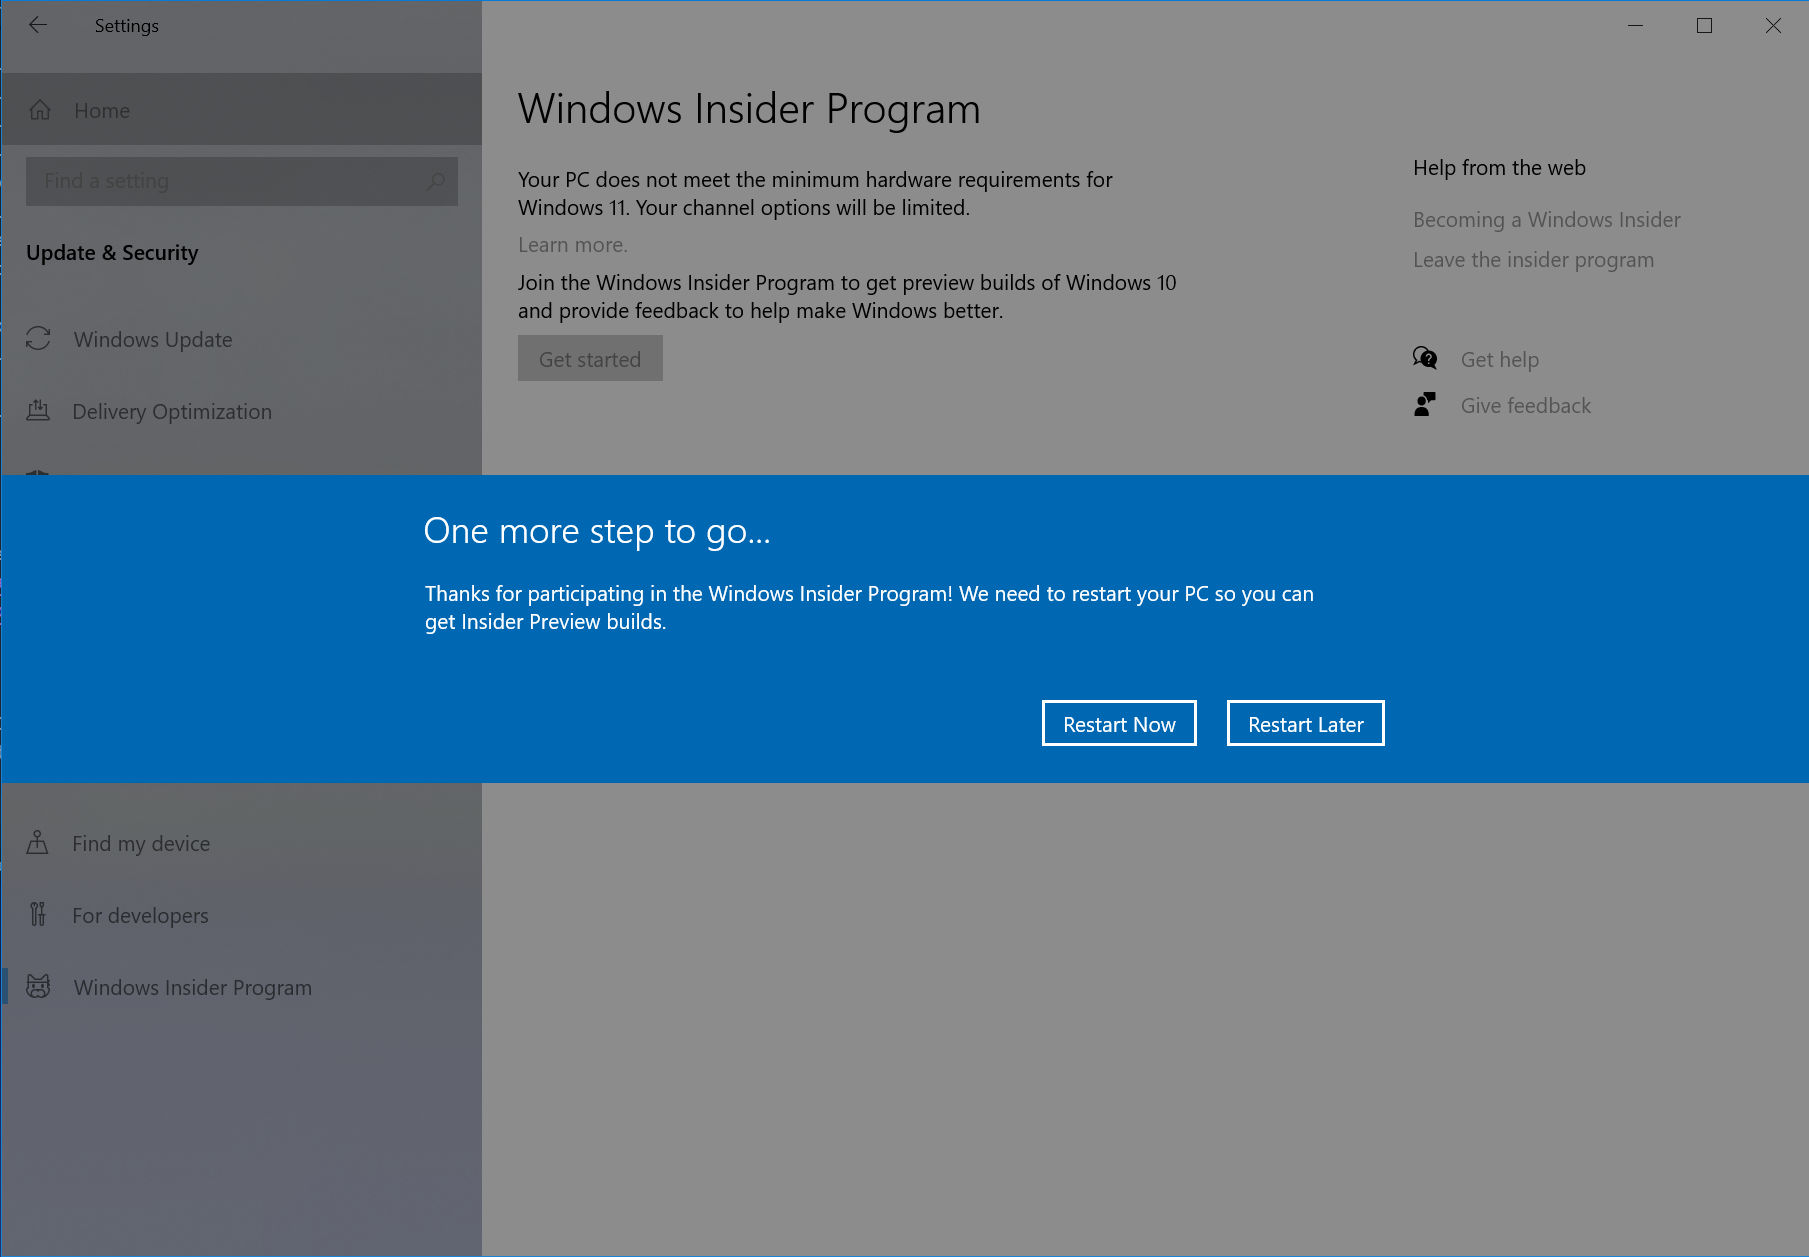 Settings
Home
Find a setting
Update & Security
Windows Update
Delivery Optimization
Find my device
For developers
Windows Insider Program
Windows Insider Program
Your PC does not meet the minimum hardware requirements for
Windows 11. Your channel options will be limited.
Learn more.
Join the Windows Insider Program to get preview builds of Windows 10
and provide feedback to help make Windows better.
Get started
Help from the web
Becoming a Windows Insider
Leave the insider program
Get help
Give feedback
One more step to go...
Thanks for participating in the Windows Insider Program! We need to restart your PC so you can
get Insider Preview builds.
Restart Now
Restart Later